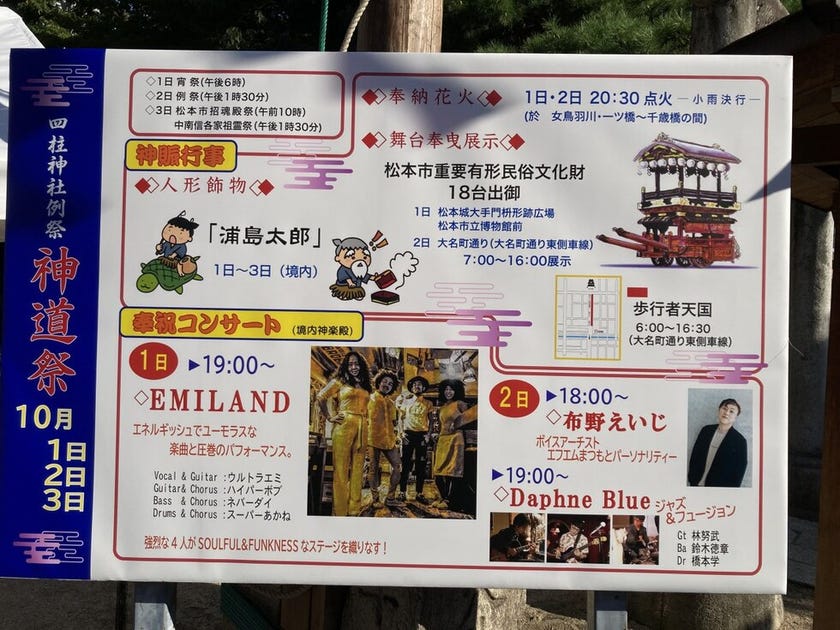 四柱神社例祭
神道祭
10月
1日
2日
3日
◇1日 宵 祭(午後6時)
◇2日 例 祭(午後1時30分)
◇3日 松本市招魂殿祭(午前10時)
中南信各家祖霊祭(午後1時30分)
神賑行事
◆◇人形飾物◇◆
「浦島太郎」
1日〜3日(境内)
◆◇奉納花火◇◆
1日・2日 20:30 点火 ―小雨決行―
(於 女鳥羽川・一ツ橋〜千歳橋の間)
◆◇舞台奉曳展示◇◆
松本市重要有形民俗文化財
18台出御
1日 松本城大手門枡形跡広場
松本市立博物館前
2日 大名町通り(大名町通り東側車線)
7:00〜16:00展示
歩行者天国
6:00〜16:30
(大名町通り東側車線)
奉祝コンサート(境内神楽殿)
1日 ▶19:00〜
◇EMILAND
エネルギッシュでユーモラスな
楽曲と圧巻のパフォーマンス。
Vocal & Guitar :ウルトラエミ
Guitar& Chorus :ハイパーボブ
Bass & Chorus :ネバーダイ
Drums & Chorus :スーパーあかね
強烈な4人がSOULFUL&FUNKNESSなステージを織りなす!
2日 ▶18:00〜
◇布野えいじ
ボイスアーチスト
エフエムまつもとパーソナリティー
▶19:00〜
◇Daphne Blue ジャズ
&フュージョン
Gt 林努武
Ba 鈴木徳章
Dr 橋本学